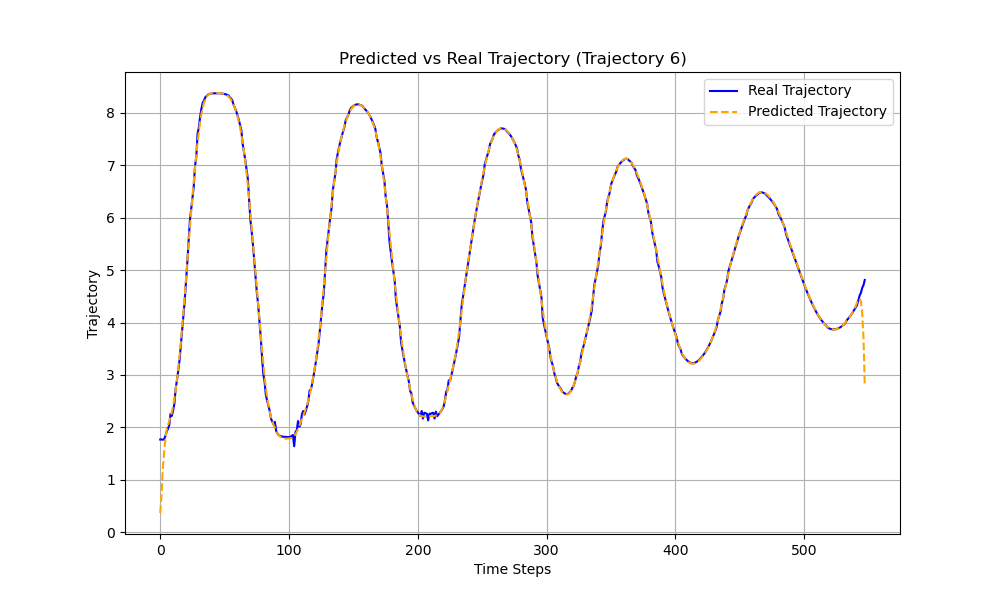 Predicted vs Real Trajectory (Trajectory 6)
Real Trajectory
Predicted Trajectory
Trajectory
8
7
6
5
4
3
2
1
0
0 100 200 300 400 500
Time Steps